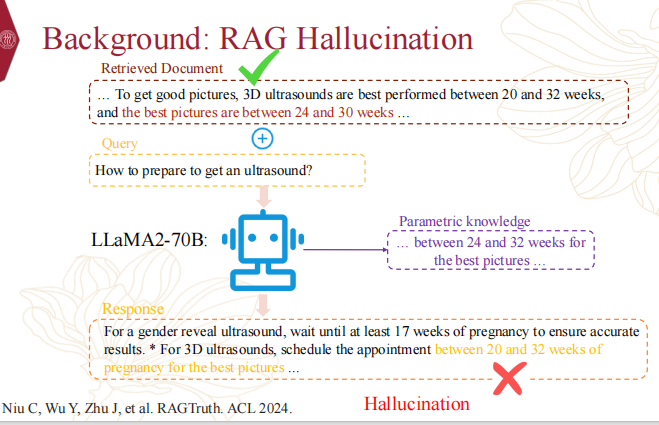 Background: RAG Hallucination
Retrieved Document
… To get good pictures, 3D ultrasounds are best performed between 20 and 32 weeks,
and the best pictures are between 24 and 30 weeks …
Query
How to prepare to get an ultrasound?
LLaMA2-70B:
Parametric knowledge
… between 24 and 32 weeks for
the best pictures …
Response
For a gender reveal ultrasound, wait until at least 17 weeks of pregnancy to ensure accurate
results. * For 3D ultrasounds, schedule the appointment between 20 and 32 weeks of
pregnancy for the best pictures …
Niu C, Wu Y, Zhu J, et al. RAGTruth. ACL 2024.
Hallucination